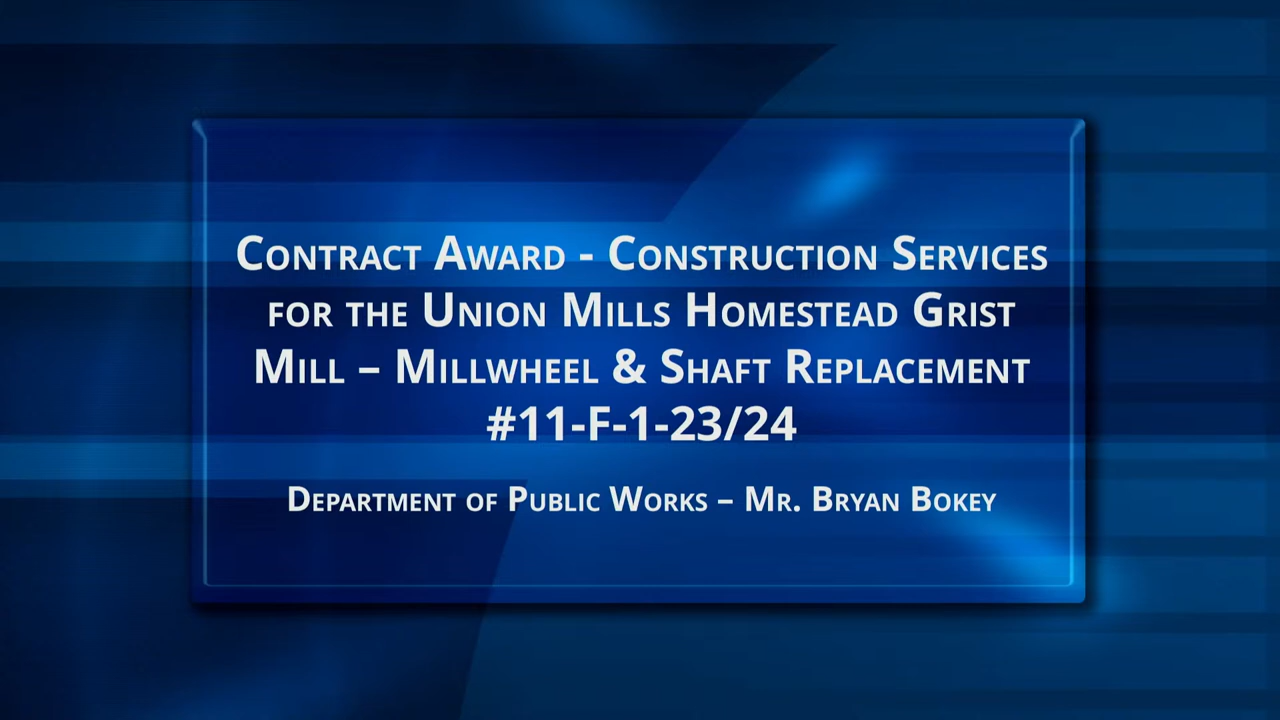 Contract Award - Construction Services
for the Union Mills Homestead Grist
Mill – Millwheel & Shaft Replacement
#11-F-1-23/24
Department of Public Works – Mr. Bryan Bokey